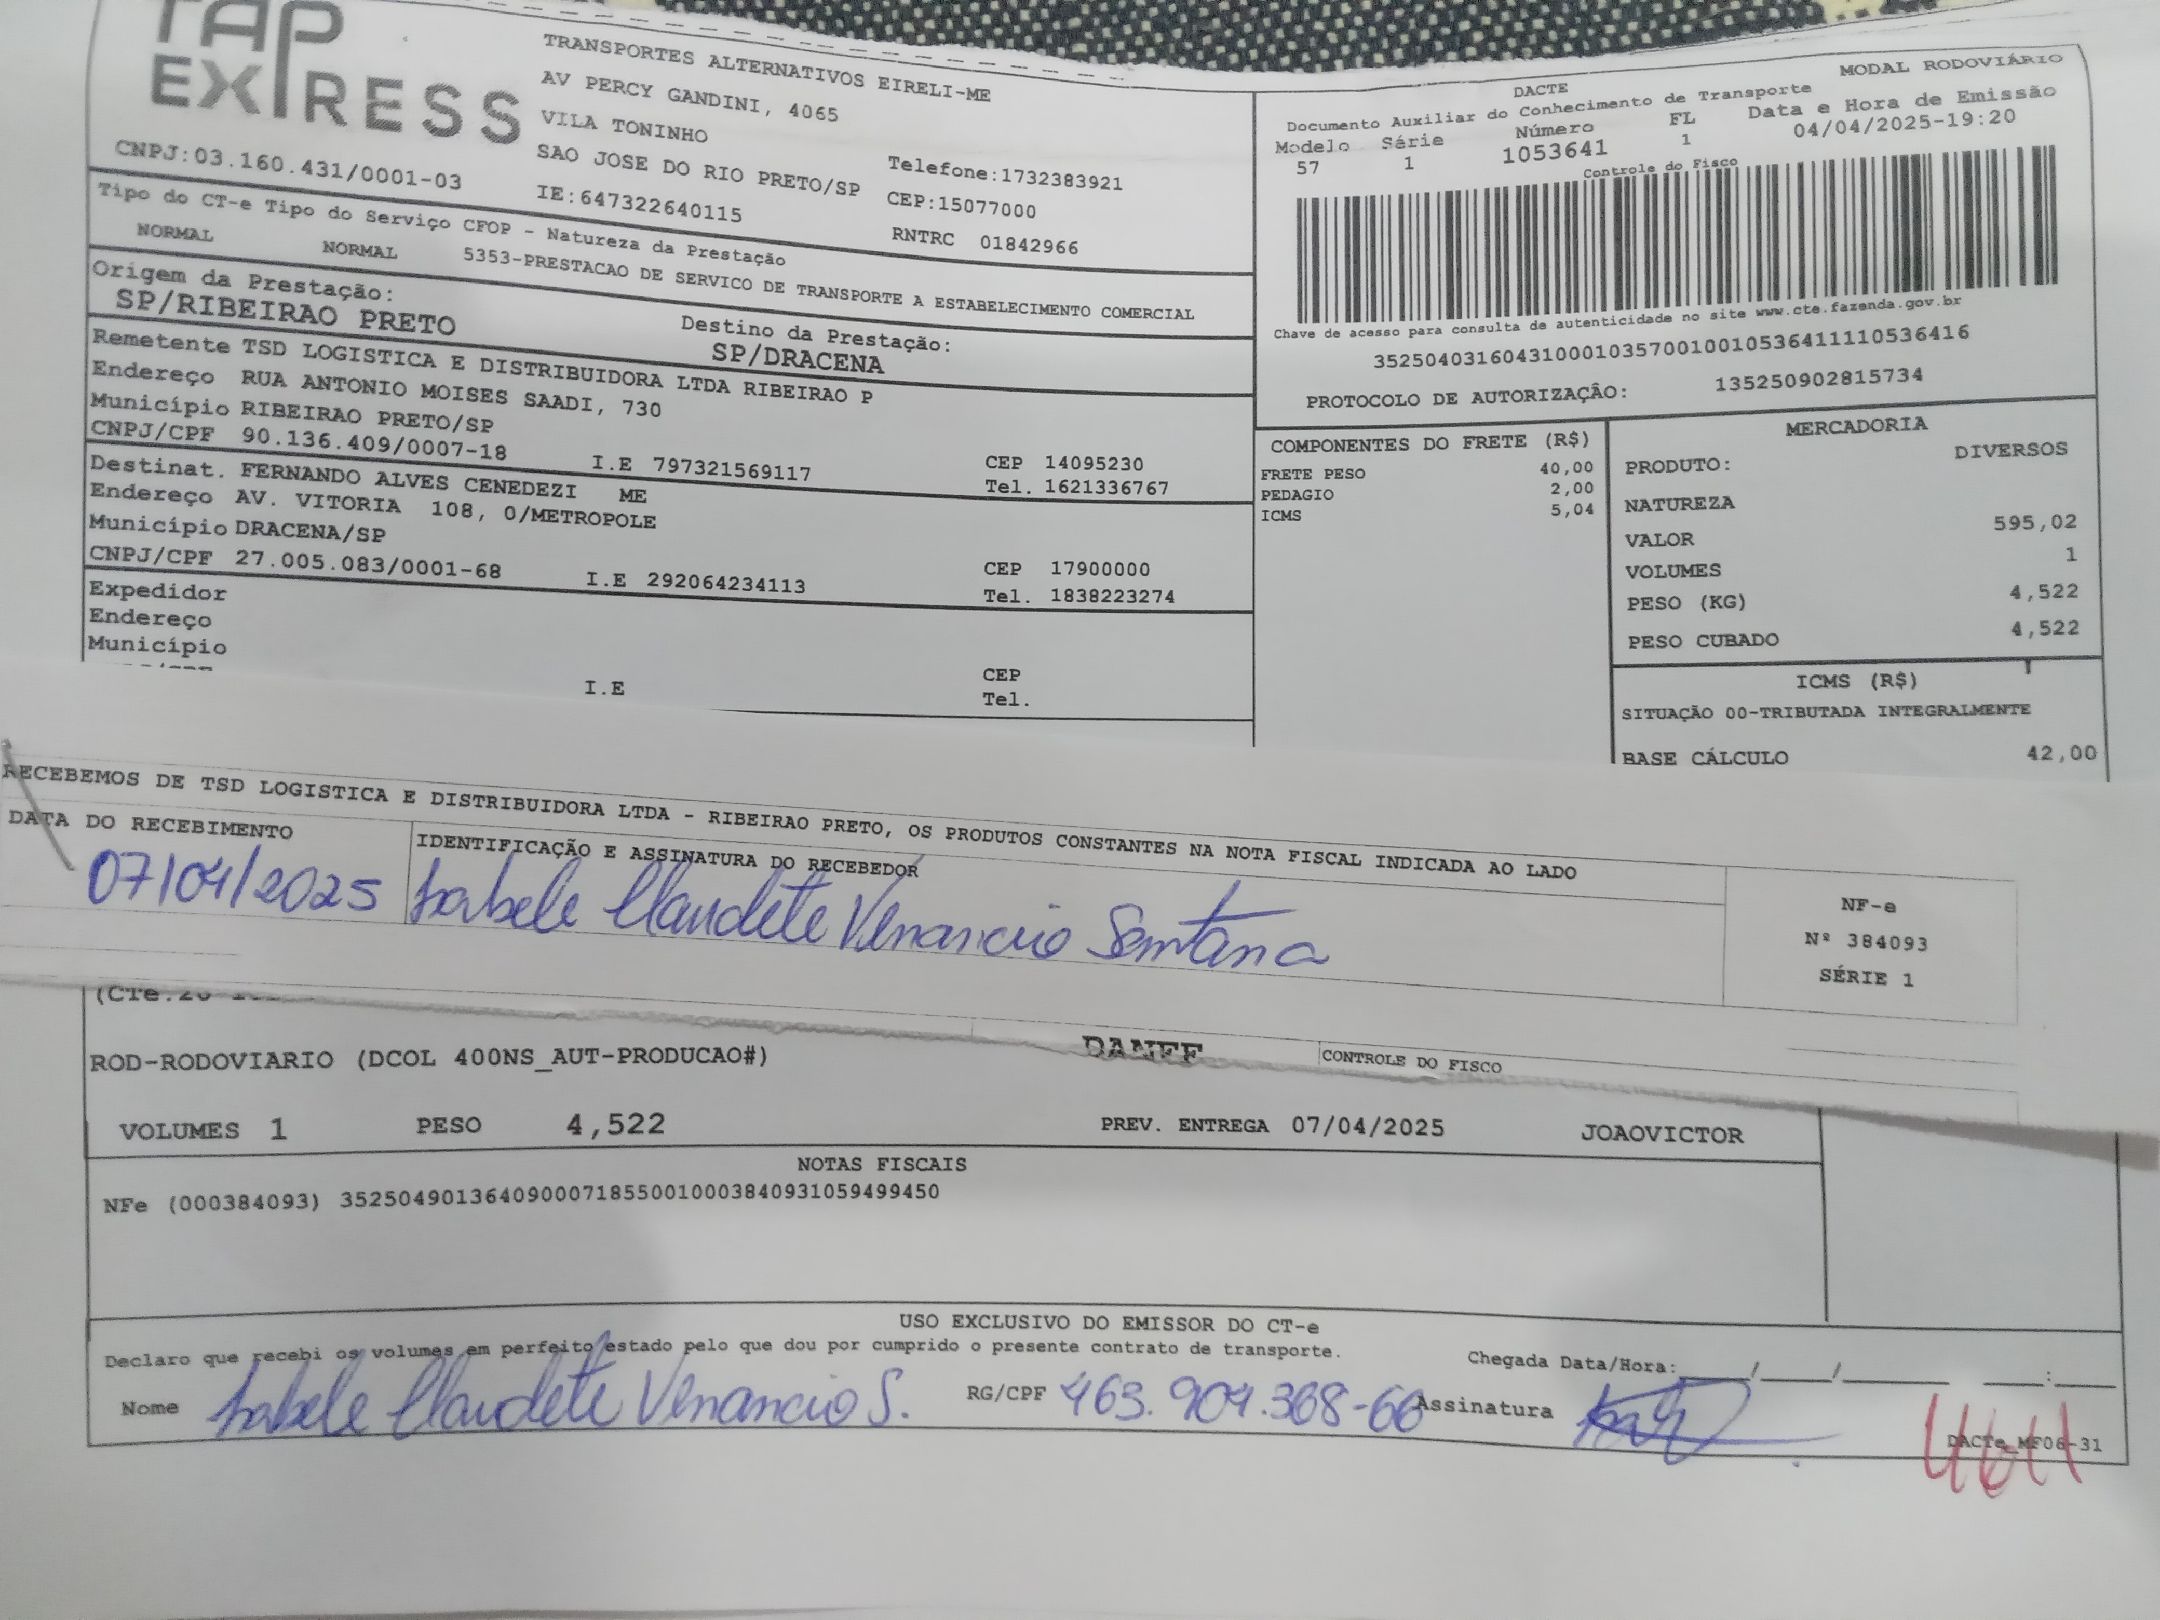 TAP
EXPRESS
TRANSPORTES ALTERNATIVOS EIRELI-ME
AV PERCY GANDINI, 4065
VILA TONINHO
SAO JOSE DO RIO PRETO/SP
Telefone:1732383921
CNPJ:03.160.431/0001-03
IE:647322640115
CEP:15077000
RNTRC 01842966
Tipo do CT-e Tipo do Serviço CFOP - Natureza da Prestação
NORMAL NORMAL 5353-PRESTACAO DE SERVICO DE TRANSPORTE A ESTABELECIMENTO COMERCIAL
Origem da Prestação:
SP/RIBEIRAO PRETO
Destino da Prestação:
SP/DRACENA
Remetente TSD LOGISTICA E DISTRIBUIDORA LTDA RIBEIRAO P
Endereço RUA ANTONIO MOISES SAADI, 730
Município RIBEIRAO PRETO/SP CEP 14095230
CNPJ/CPF 90.136.409/0007-18 I.E 797321569117 Tel. 1621336767
Destinat. FERNANDO ALVES CENEDEZI ME
Endereço AV. VITORIA 108, 0/METROPOLE
Município DRACENA/SP CEP 17900000
CNPJ/CPF 27.005.083/0001-68 I.E 292064234113 Tel. 1838223274
Expedidor
Endereço
Município CEP
I.E Tel.
DACTE MODAL RODOVIÁRIO
Documento Auxiliar do Conhecimento de Transporte
Modelo Série Número FL Data e Hora de Emissão
57 1 1053641 1 04/04/2025-19:20
Controle do Fisco
Chave de acesso para consulta de autenticidade no site www.cte.fazenda.gov.br
35250403160431000103570010010536411110536416
PROTOCOLO DE AUTORIZAÇÂO: 135250902815734
COMPONENTES DO FRETE (R$)
FRETE PESO 40,00
PEDAGIO 2,00
ICMS 5,04
MERCADORIA
PRODUTO: DIVERSOS
NATUREZA
VALOR 595,02
VOLUMES 1
PESO (KG) 4,522
PESO CUBADO 4,522
ICMS (R$)
SITUAÇÃO 00-TRIBUTADA INTEGRALMENTE
BASE CÁLCULO 42,00
RECEBEMOS DE TSD LOGISTICA E DISTRIBUIDORA LTDA - RIBEIRAO PRETO, OS PRODUTOS CONSTANTES NA NOTA FISCAL INDICADA AO LADO
DATA DO RECEBIMENTO IDENTIFICAÇÃO E ASSINATURA DO RECEBEDOR
07/04/2025 Isabele Claudete Venancio Santana
NF-e
Nº 384093
SÉRIE 1
DANFE CONTROLE DO FISCO
ROD-RODOVIARIO (DCOL 400NS_AUT-PRODUCAO#)
VOLUMES 1 PESO 4,522 PREV. ENTREGA 07/04/2025 JOAOVICTOR
NOTAS FISCAIS
NFe (000384093) 35250490136409000718550010003840931059499450
USO EXCLUSIVO DO EMISSOR DO CT-e
Declaro que recebi os volumes em perfeito estado pelo que dou por cumprido o presente contrato de transporte. Chegada Data/Hora:____/____/______ ___:___
Nome Isabele Claudete Venancio S. RG/CPF 463.904.368-66 Assinatura
DACTe_MF06-31